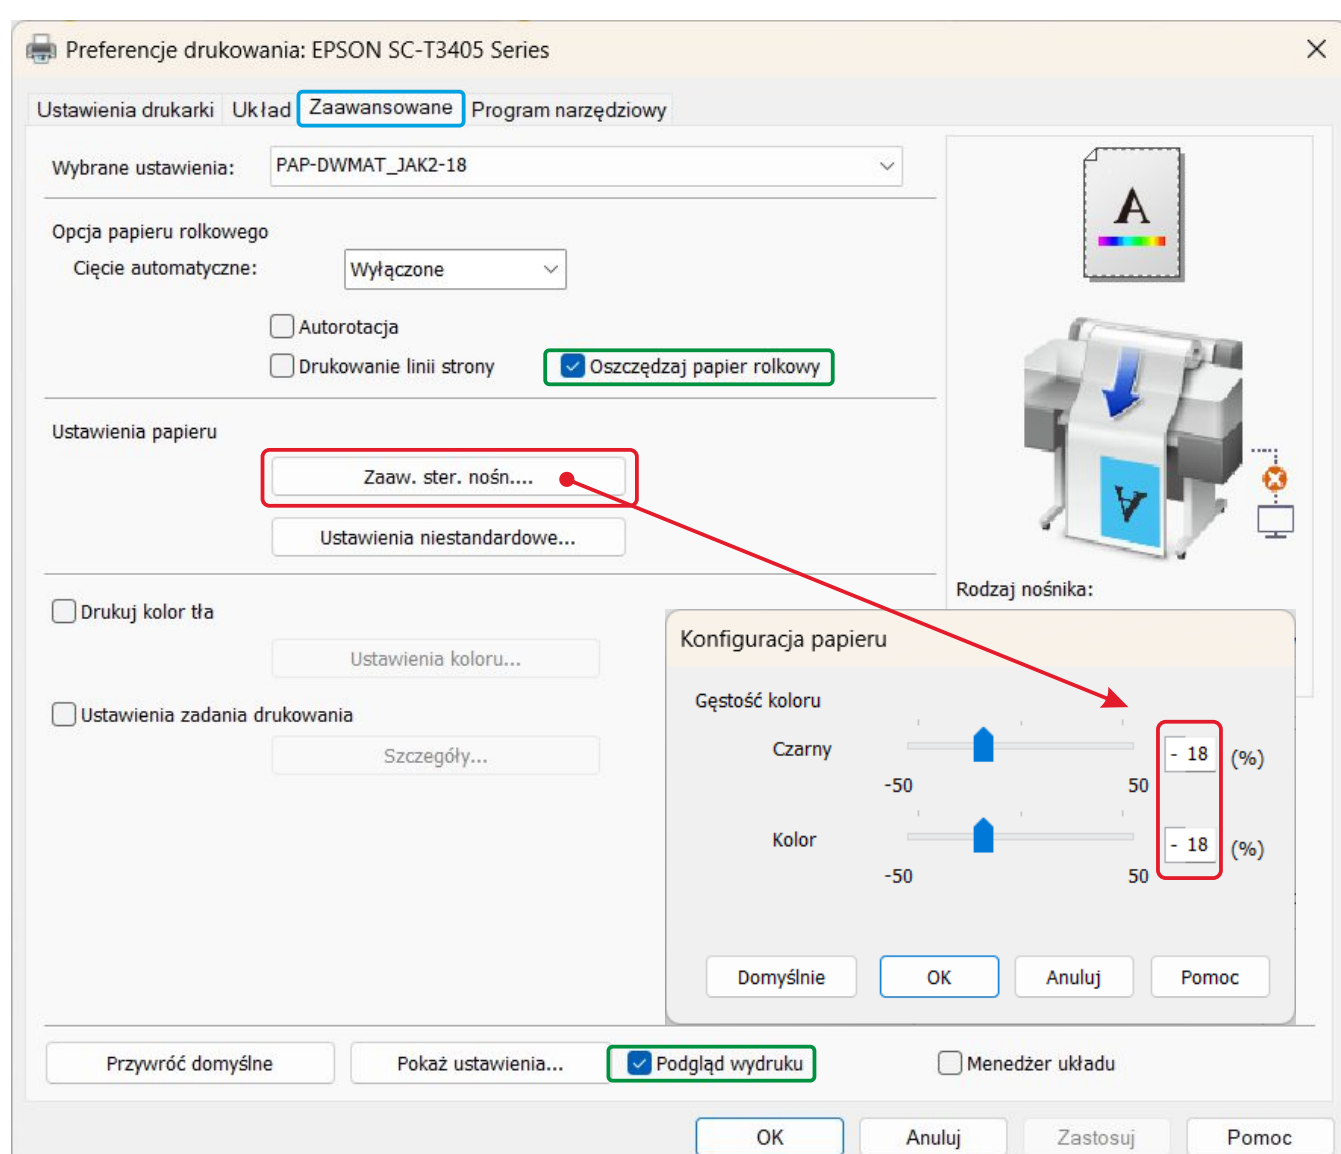 Preferencje drukowania: EPSON SC-T3405 Series
Ustawienia drukarki Układ Zaawansowane Program narzędziowy
Wybrane ustawienia: PAP-DWMAT_JAK2-18
Opcja papieru rolkowego
Cięcie automatyczne: Wyłączone
Autorotacja
Drukowanie linii strony Oszczędzaj papier rolkowy
Ustawienia papieru
Zaaw. ster. nośn....
Ustawienia niestandardowe...
Drukuj kolor tła
Ustawienia koloru...
Ustawienia zadania drukowania
Szczegóły...
A
A
Rodzaj nośnika:
Konfiguracja papieru
Gęstość koloru
Czarny - 18 (%)
-50 50
Kolor - 18 (%)
-50 50
Domyślnie OK Anuluj Pomoc
Przywróć domyślne Pokaż ustawienia... Podgląd wydruku Menedżer układu
OK Anuluj Zastosuj Pomoc